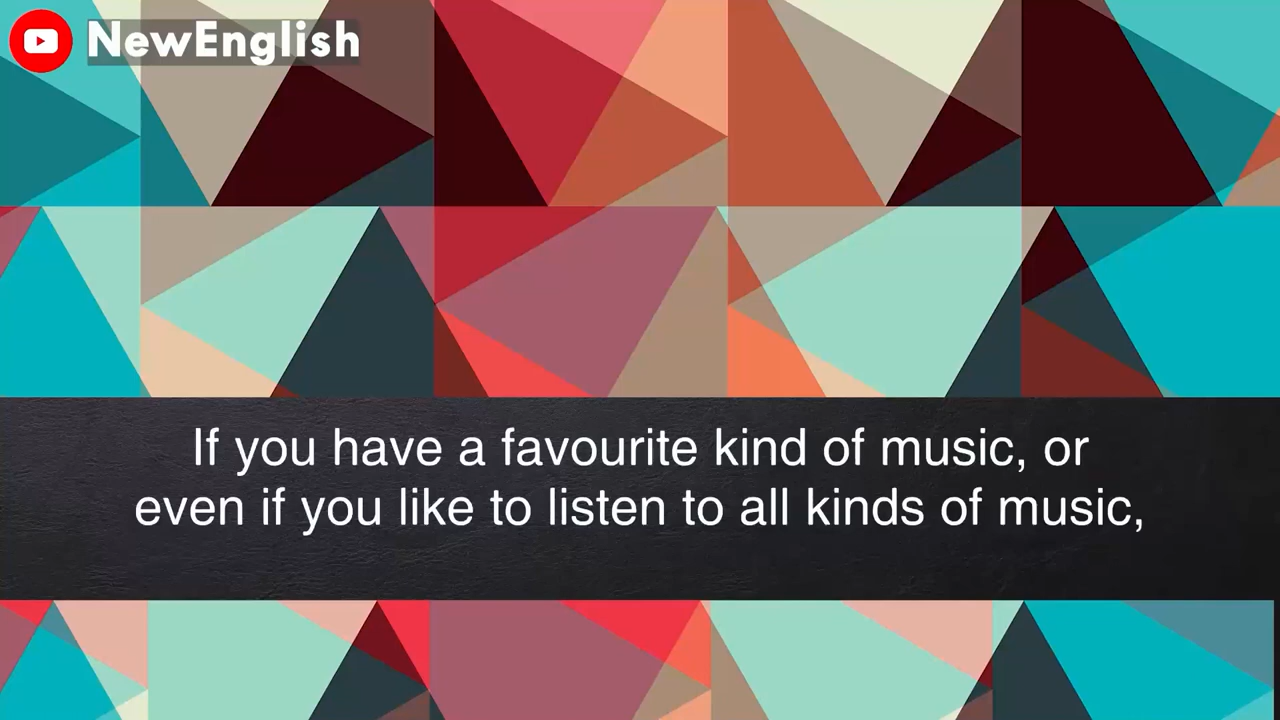 NewEnglish
If you have a favourite kind of music, or
even if you like to listen to all kinds of music,